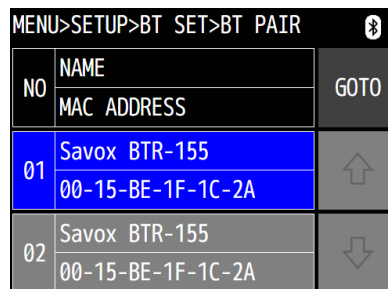 MENU>SETUP>BT SET>BT PAIR
NO
NAME
MAC ADDRESS
GOTO
01
Savox BTR-155
00-15-BE-1F-1C-2A
02
Savox BTR-155
00-15-BE-1F-1C-2A